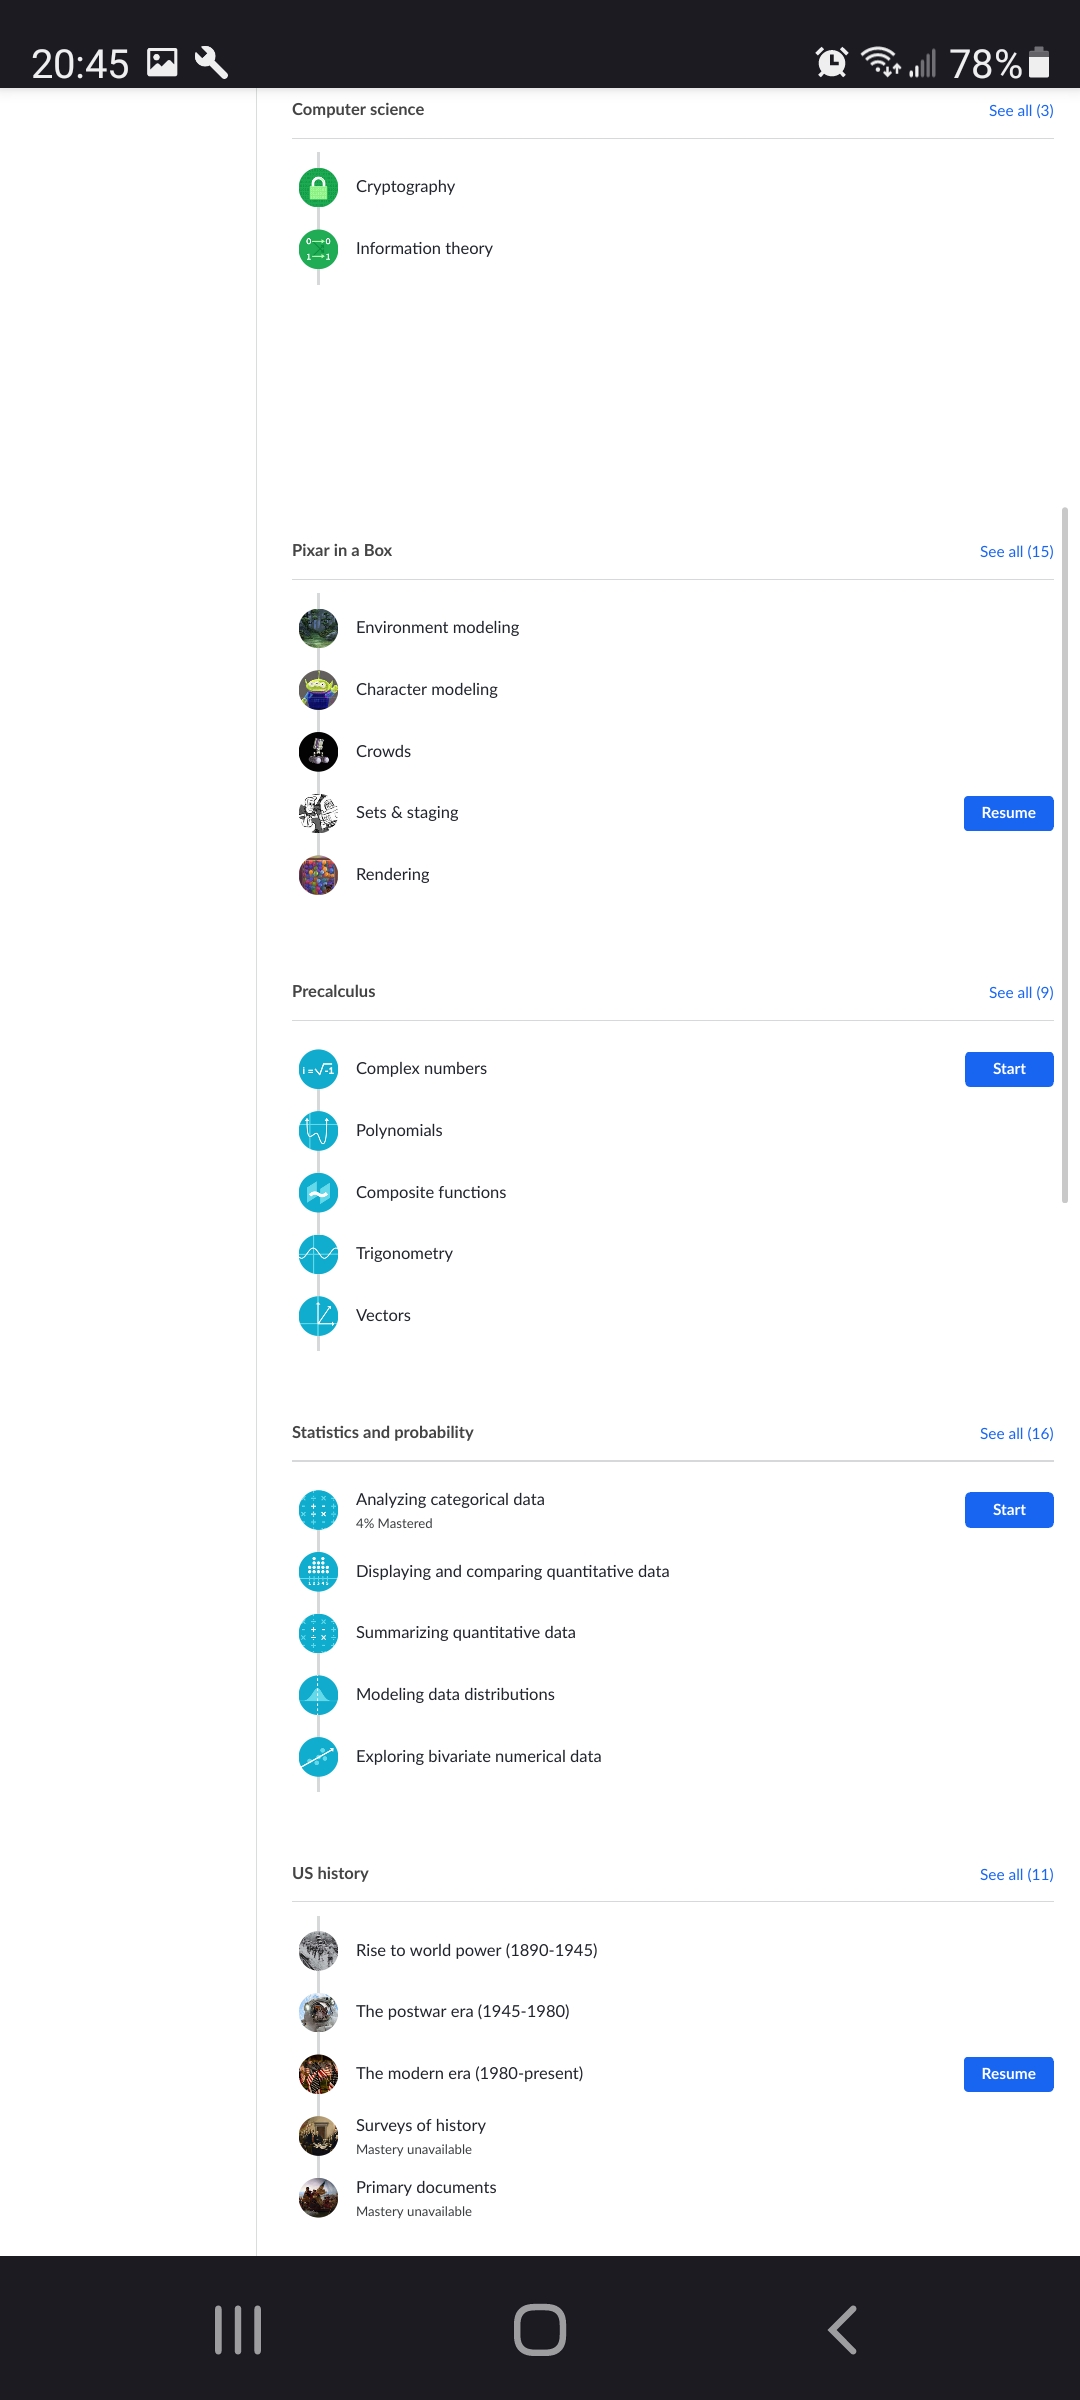 20:45
78%
Computer science
See all (3)
Cryptography
0→0
1→1
Information theory
Pixar in a Box
See all (15)
Environment modeling
Character modeling
Crowds
Sets & staging
Resume
Rendering
Precalculus
See all (9)
i=√-1
Complex numbers
Start
Polynomials
Composite functions
Trigonometry
Vectors
Statistics and probability
See all (16)
Analyzing categorical data
4% Mastered
Start
Displaying and comparing quantitative data
Summarizing quantitative data
Modeling data distributions
Exploring bivariate numerical data
US history
See all (11)
Rise to world power (1890-1945)
The postwar era (1945-1980)
The modern era (1980-present)
Resume
Surveys of history
Mastery unavailable
Primary documents
Mastery unavailable